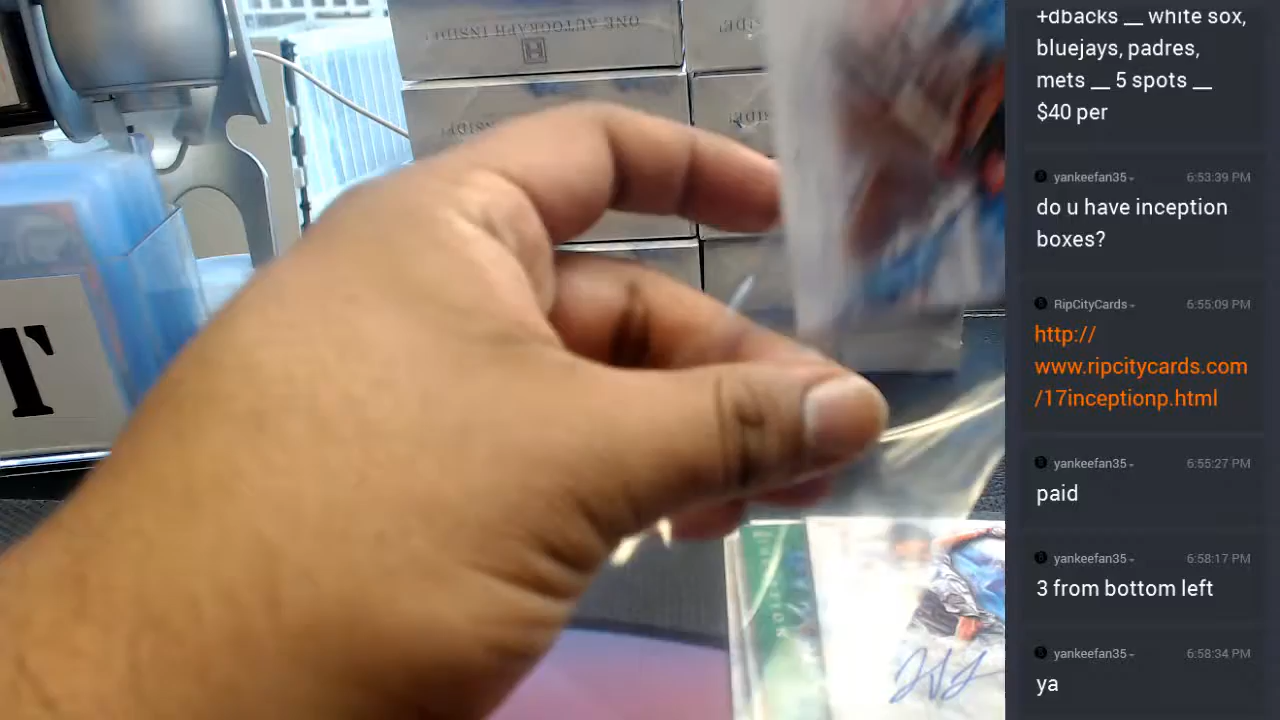 ONE AUTOGRAPH INSIDE!
H
T
+dbacks __ white sox,
bluejays, padres,
mets __ 5 spots __
$40 per
yankeefan35
6:53:39 PM
do u have inception
boxes?
RipCityCards
6:55:09 PM
http://
www.ripcitycards.com
/17inceptionp.html
yankeefan35
6:55:27 PM
paid
yankeefan35
6:58:17 PM
3 from bottom left
yankeefan35
6:58:34 PM
ya